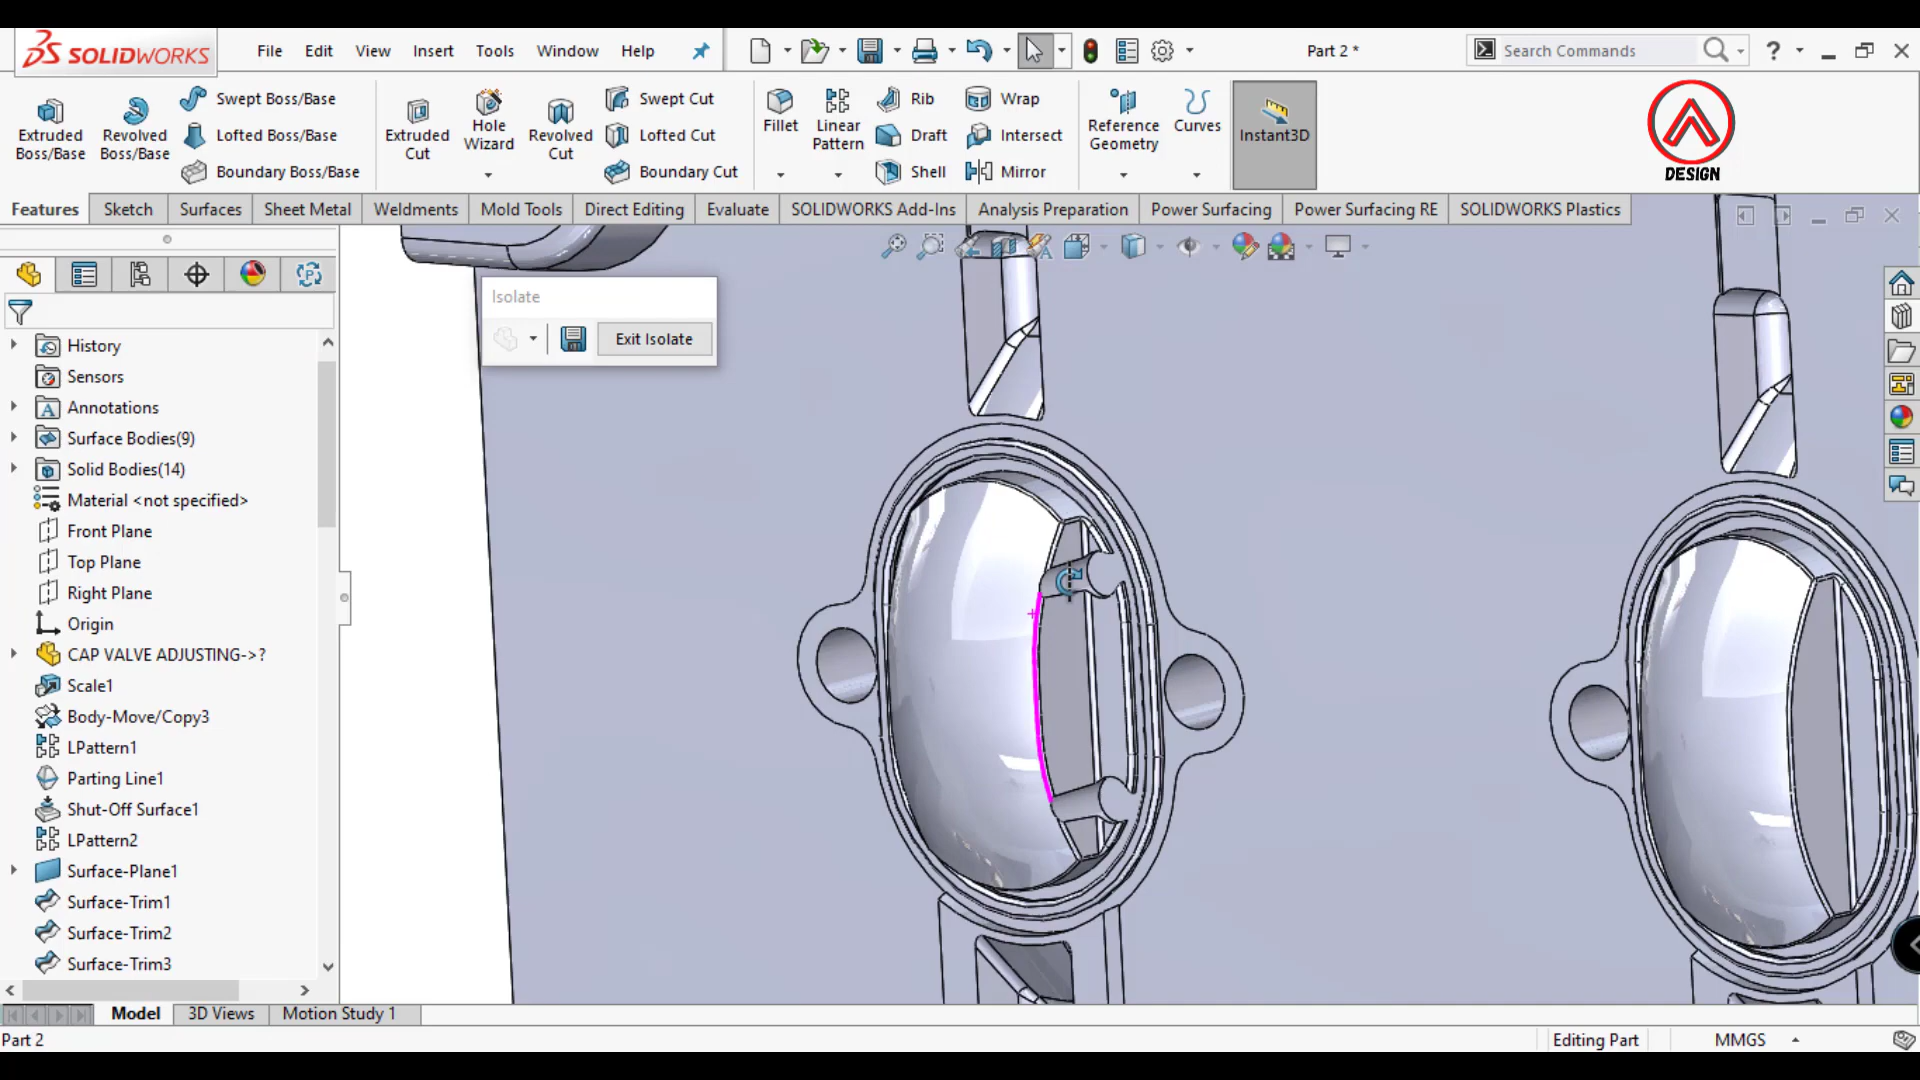 SOLIDWORKS File Edit View Insert Tools Window Help Part 2 * Search Commands ?
Extruded Boss/Base
Revolved Boss/Base
Swept Boss/Base
Lofted Boss/Base
Boundary Boss/Base
Extruded Cut
Hole Wizard
Revolved Cut
Swept Cut
Lofted Cut
Boundary Cut
Fillet
Linear Pattern
Rib
Draft
Shell
Wrap
Intersect
Mirror
Reference Geometry
Curves
Instant3D
DESIGN
Features Sketch Surfaces Sheet Metal Weldments Mold Tools Direct Editing Evaluate SOLIDWORKS Add-Ins Analysis Preparation Power Surfacing Power Surfacing RE SOLIDWORKS Plastics
Isolate
Exit Isolate
History
Sensors
Annotations
Surface Bodies(9)
Solid Bodies(14)
Material <not specified>
Front Plane
Top Plane
Right Plane
Origin
CAP VALVE ADJUSTING->?
Scale1
Body-Move/Copy3
LPattern1
Parting Line1
Shut-Off Surface1
LPattern2
Surface-Plane1
Surface-Trim1
Surface-Trim2
Surface-Trim3
Model 3D Views Motion Study 1
Part 2 Editing Part MMGS